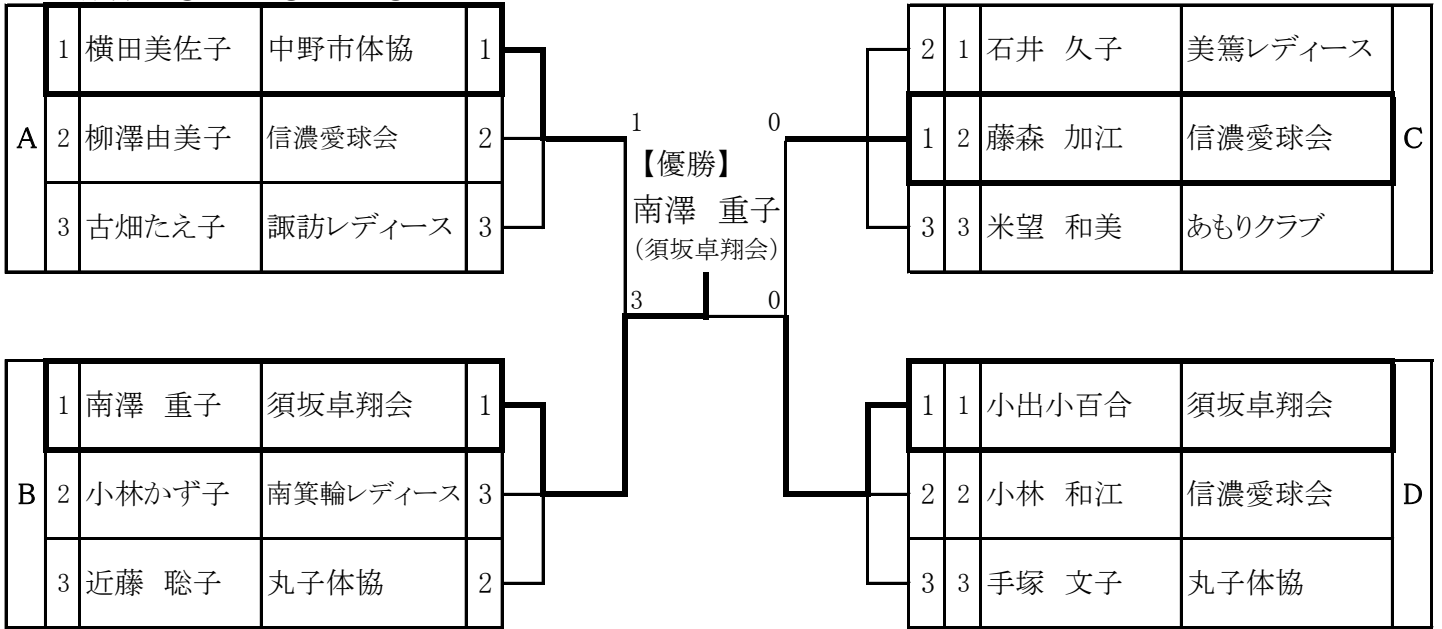 A
1 横田美佐子 中野市体協 1
2 柳澤由美子 信濃愛球会 2
3 古畑たえ子 諏訪レディース 3
B
1 南澤 重子 須坂卓翔会 1
2 小林かず子 南箕輪レディース 3
3 近藤 聡子 丸子体協 2
1 0
【優勝】
南澤 重子
(須坂卓翔会)
3 0
2 1 石井 久子 美篶レディース
1 2 藤森 加江 信濃愛球会
3 3 米望 和美 あもりクラブ
C
1 1 小出小百合 須坂卓翔会
2 2 小林 和江 信濃愛球会
3 3 手塚 文子 丸子体協
D